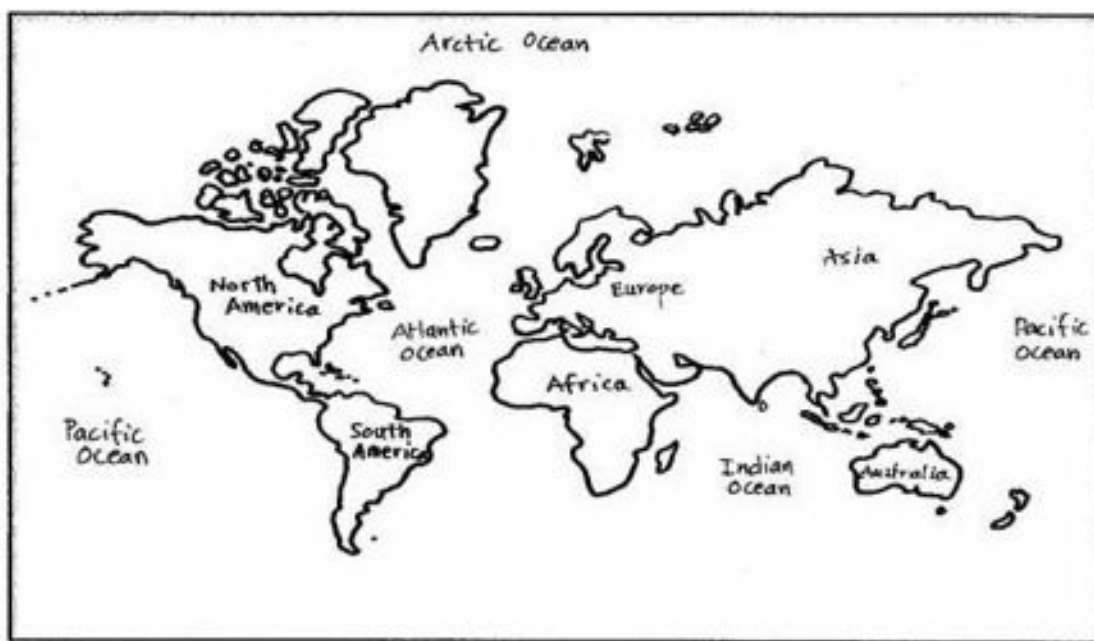 Arctic Ocean
North
America
Europe
Asia
Atlantic
Ocean
Pacific
Ocean
Africa
Pacific
Ocean
South
America
Indian
Ocean
Australia